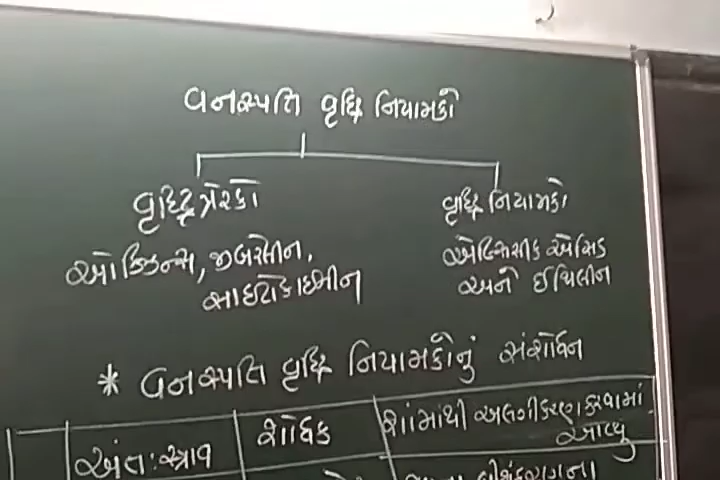 વનસ્પતિ વૃદ્ધિ નિયામકો
વૃદ્ધિ પ્રેરકો
ઓક્ઝિન્સ, જીબરેલીન,
સાઇટોકાઇનીન
વૃદ્ધિ નિયામકો
એબ્સિસીક એસિડ
અને ઈથિલીન
* વનસ્પતિ વૃદ્ધિ નિયામકોનું સંશોધન
અંતઃસ્ત્રાવ
શોધક
શામાંથી અલગીકરણ કરવામાં
આવ્યુ